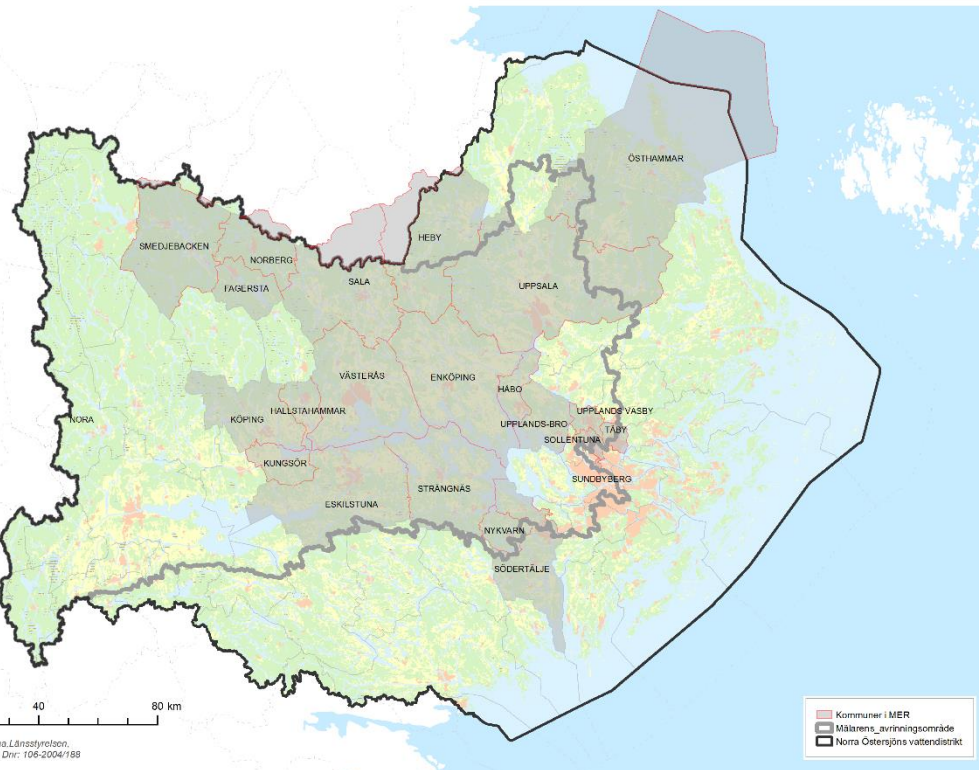 ÖSTHAMMAR
HEBY
SMEDJEBACKEN
NORBERG
FAGERSTA
SALA
UPPSALA
VÄSTERÅS
ENKÖPING
HÅBO
NORA
KÖPING
HALLSTAHAMMAR
UPPLANDS-BRO
UPPLANDS VÄSBY
TÄBY
SOLLENTUNA
KUNGSÖR
SUNDBYBERG
ESKILSTUNA
STRÄNGNÄS
NYKVARN
SÖDERTÄLJE
40 80 km
na,Länsstyrelsen,
Dnr: 106-2004/188
Kommuner i MER
Mälarens_avrinningsområde
Norra Östersjöns vattendistrikt